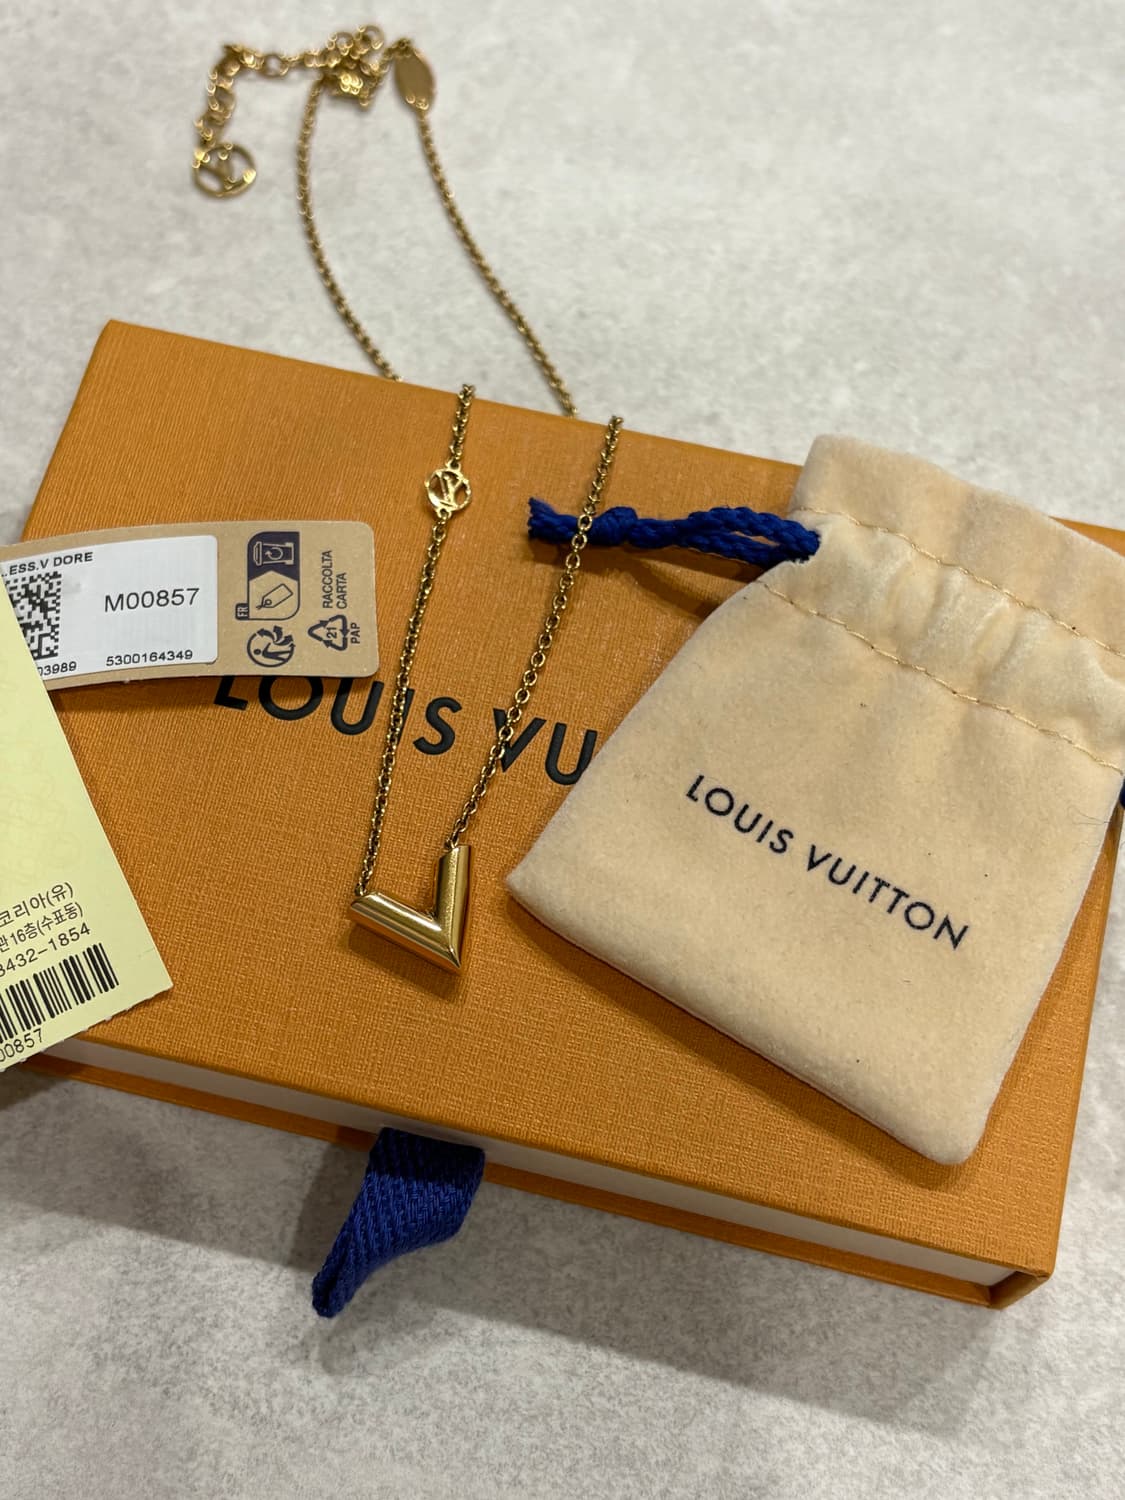 .ESS.V DORE
M00857
03989 5300164349
FR
RACCOLTA
CARTA
21
PAP
LOUIS VU
LOUIS VUITTON
코리아(유)
관16층(수표동)
3432-1854
00857